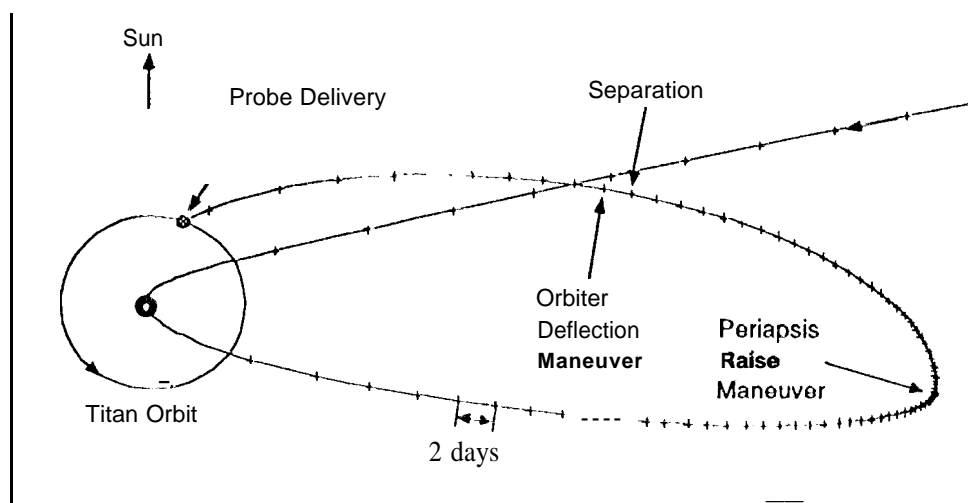 Sun
Probe Delivery
Separation
Orbiter
Deflection
Maneuver
Periapsis
Raise
Maneuver
Titan Orbit
2 days